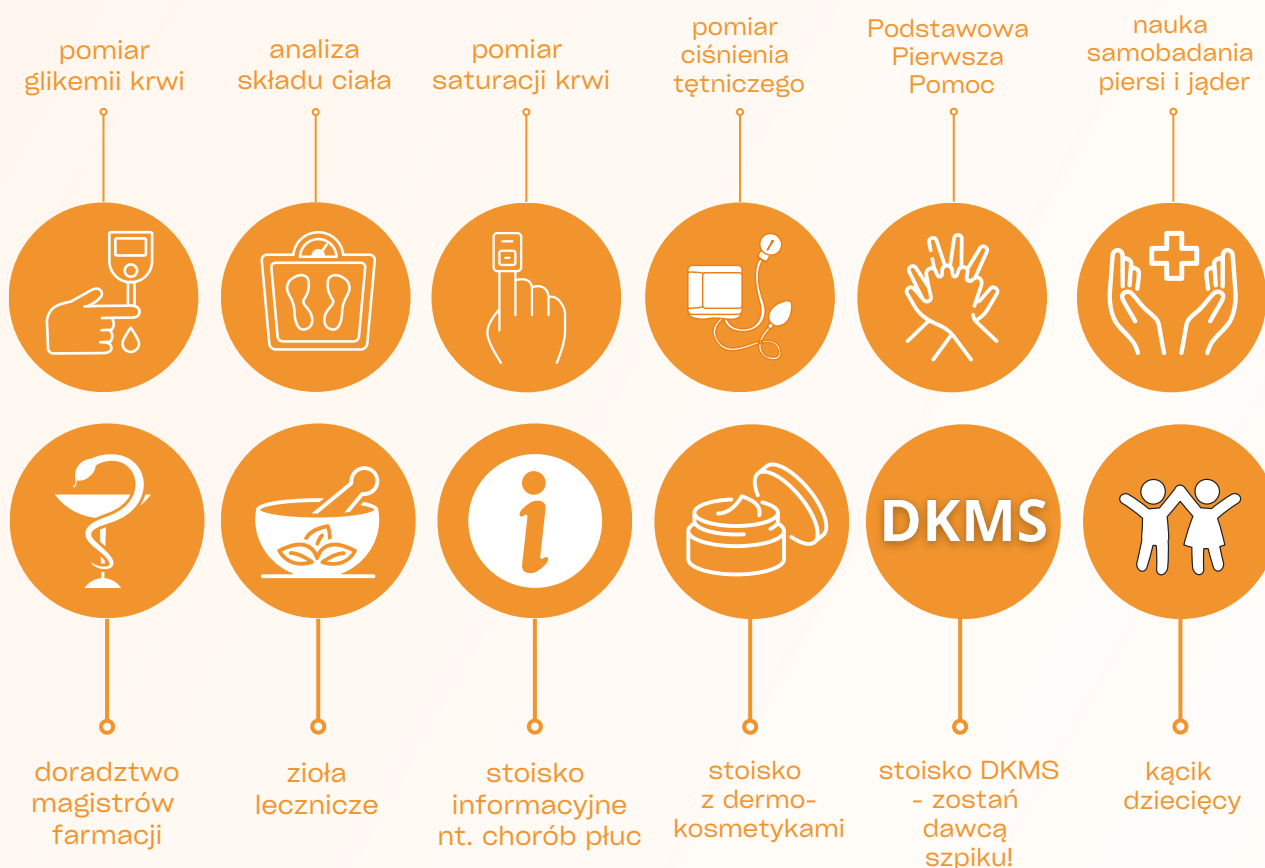 pomiar
glikemii krwi
analiza
składu ciała
pomiar
saturacji krwi
pomiar
ciśnienia
tętniczego
Podstawowa
Pierwsza
Pomoc
nauka
samobadania
piersi i jąder
i
DKMS
doradztwo
magistrów
farmacji
zioła
lecznicze
stoisko
informacyjne
nt. chorób płuc
stoisko
z dermo-
kosmetykami
stoisko DKMS
- zostań
dawcą
szpiku!
kącik
dziecięcy